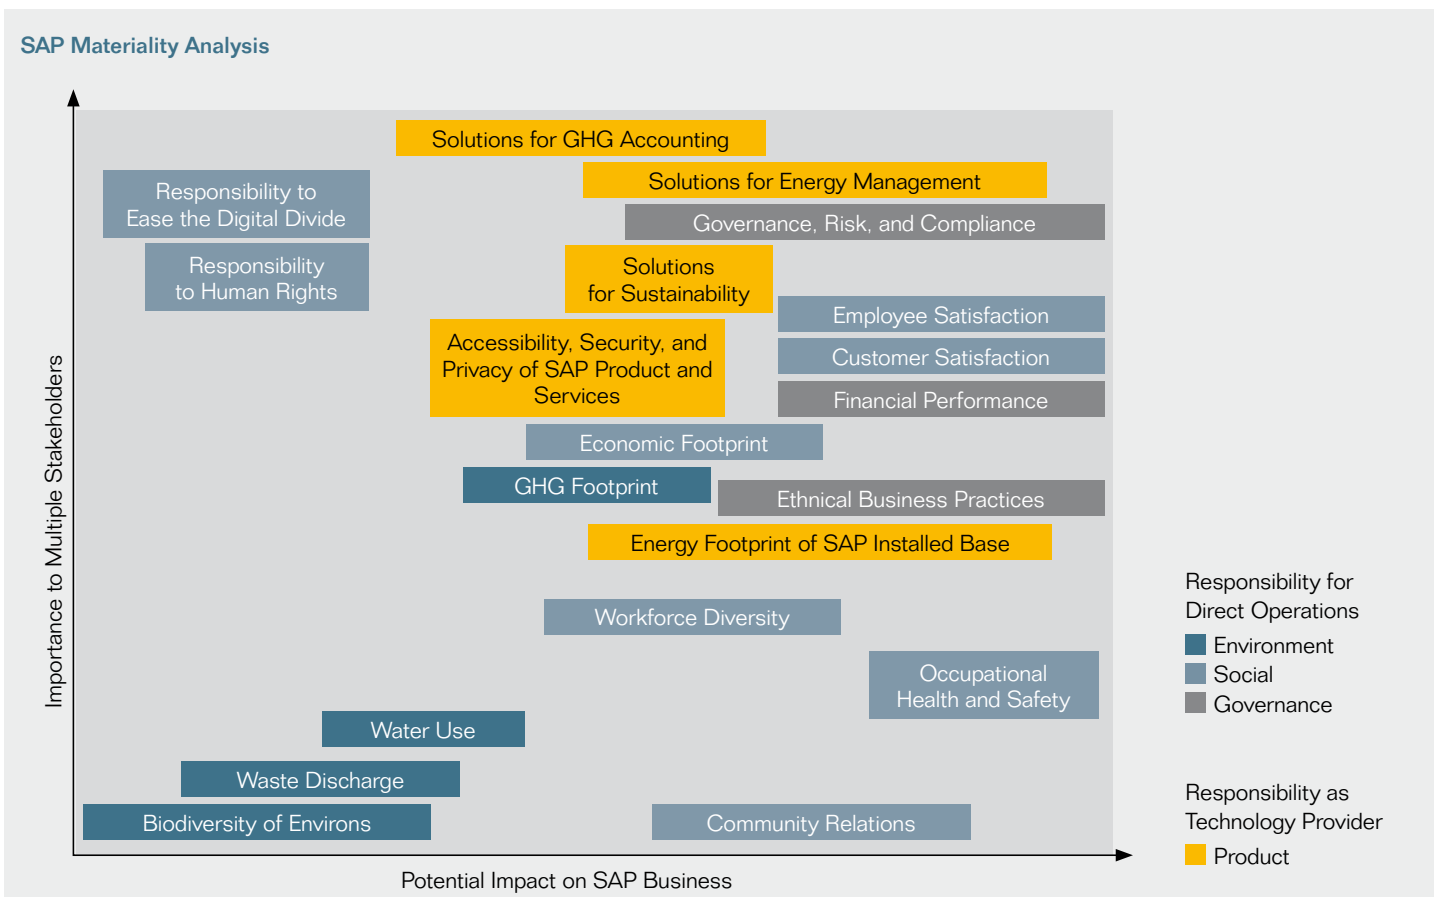 SAP Materiality Analysis
Solutions for GHG Accounting
Solutions for Energy Management
Responsibility to
Ease the Digital Divide
Governance, Risk, and Compliance
Responsibility
to Human Rights
Solutions
for Sustainability
Employee Satisfaction
Accessibility, Security, and
Privacy of SAP Product and
Services
Customer Satisfaction
Financial Performance
Economic Footprint
GHG Footprint
Ethnical Business Practices
Energy Footprint of SAP Installed Base
Workforce Diversity
Occupational
Health and Safety
Water Use
Waste Discharge
Biodiversity of Environs
Community Relations
Importance to Multiple Stakeholders
Potential Impact on SAP Business
Responsibility for
Direct Operations
Environment
Social
Governance
Responsibility as
Technology Provider
Product